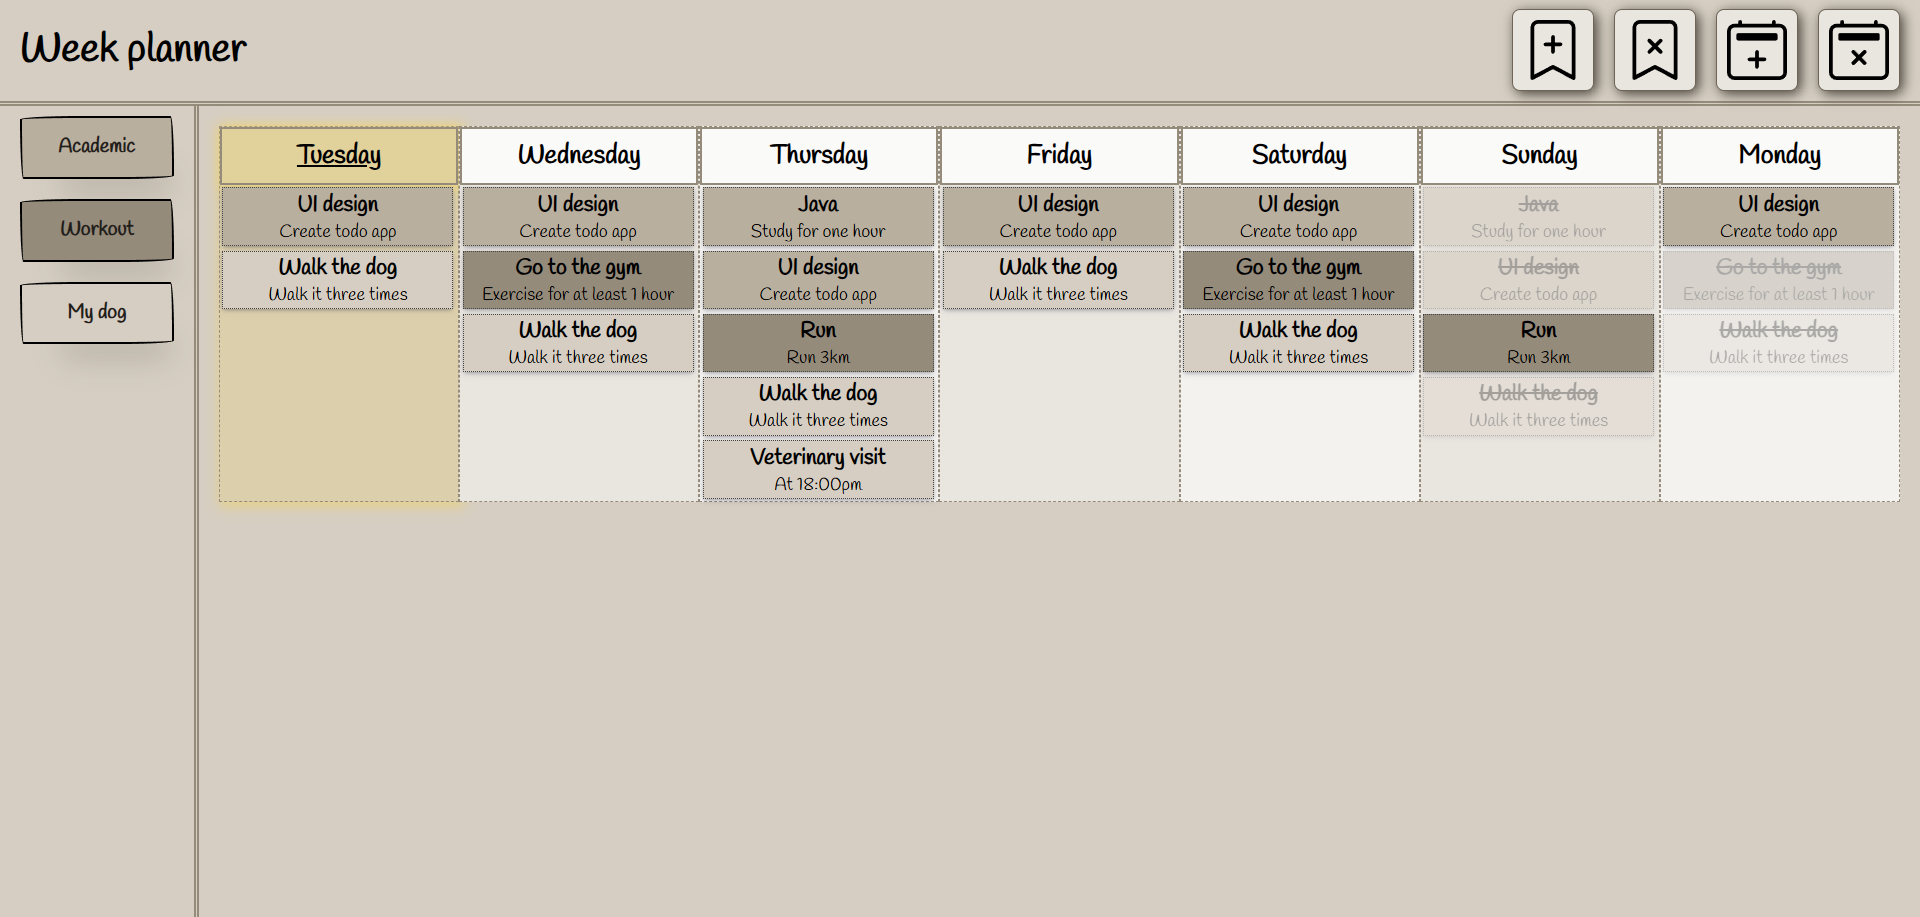 Week planner
Academic
Workout
My dog
Tuesday
UI design
Create todo app
Walk the dog
Walk it three times
Wednesday
UI design
Create todo app
Go to the gym
Exercise for at least 1 hour
Walk the dog
Walk it three times
Thursday
Java
Study for one hour
UI design
Create todo app
Run
Run 3km
Walk the dog
Walk it three times
Veterinary visit
At 18:00pm
Friday
UI design
Create todo app
Walk the dog
Walk it three times
Saturday
UI design
Create todo app
Go to the gym
Exercise for at least 1 hour
Walk the dog
Walk it three times
Sunday
Java
Study for one hour
UI design
Create todo app
Run
Run 3km
Walk the dog
Walk it three times
Monday
UI design
Create todo app
Go to the gym
Exercise for at least 1 hour
Walk the dog
Walk it three times